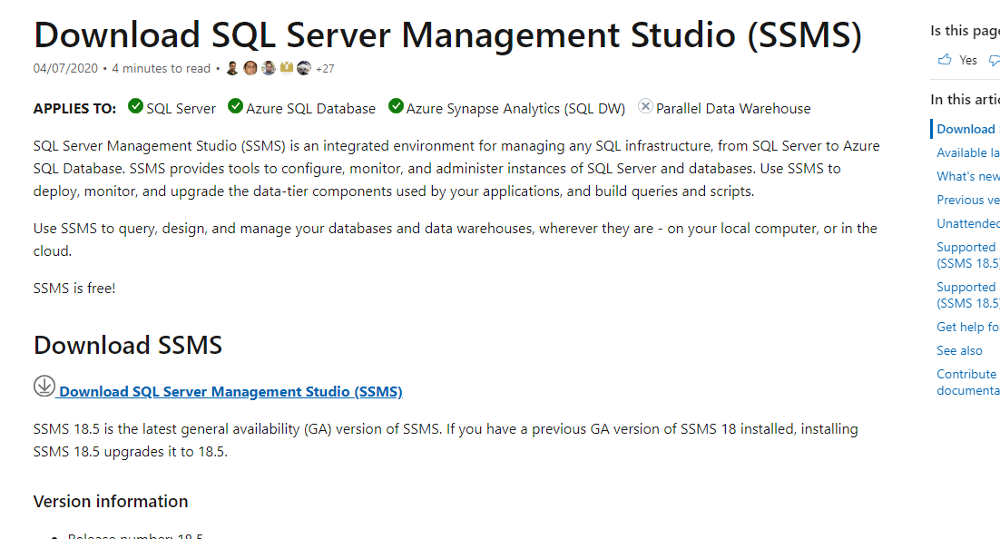 Download SQL Server Management Studio (SSMS)
04/07/2020 • 4 minutes to read • +27
APPLIES TO: SQL Server Azure SQL Database Azure Synapse Analytics (SQL DW) Parallel Data Warehouse
SQL Server Management Studio (SSMS) is an integrated environment for managing any SQL infrastructure, from SQL Server to Azure
SQL Database. SSMS provides tools to configure, monitor, and administer instances of SQL Server and databases. Use SSMS to
deploy, monitor, and upgrade the data-tier components used by your applications, and build queries and scripts.
Use SSMS to query, design, and manage your databases and data warehouses, wherever they are - on your local computer, or in the
cloud.
SSMS is free!
Download SSMS
Download SQL Server Management Studio (SSMS)
SSMS 18.5 is the latest general availability (GA) version of SSMS. If you have a previous GA version of SSMS 18 installed, installing
SSMS 18.5 upgrades it to 18.5.
Version information
• Release number: 18.5
Is this page
Yes
In this artic
Download
Available la
What's new
Previous ve
Unattended
Supported
(SSMS 18.5)
Supported
(SSMS 18.5)
Get help fo
See also
Contribute
documenta